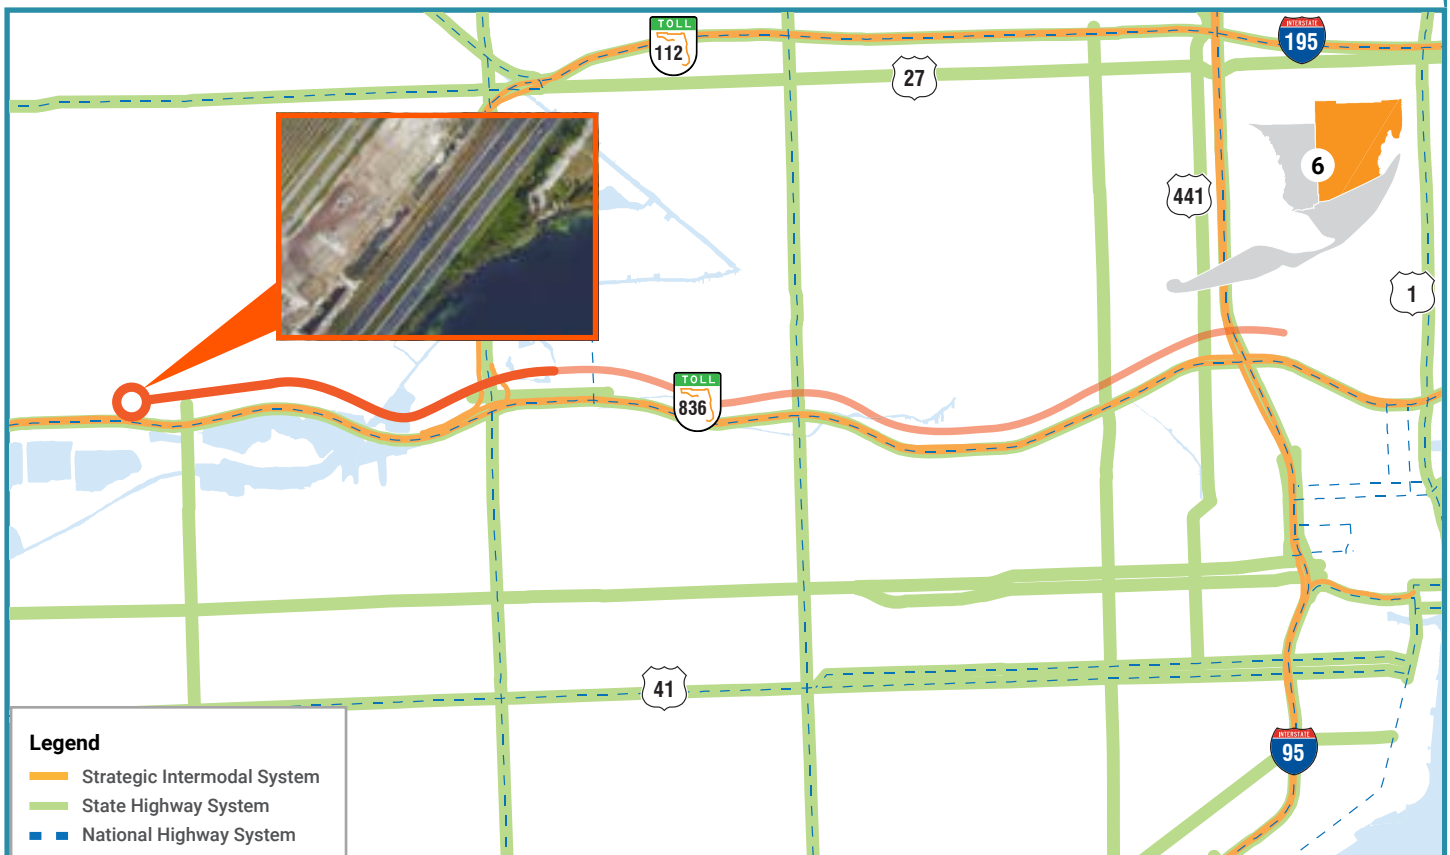 TOLL
112
INTERSTATE
195
27
6
441
1
TOLL
836
41
INTERSTATE
95
Legend
Strategic Intermodal System
State Highway System
National Highway System